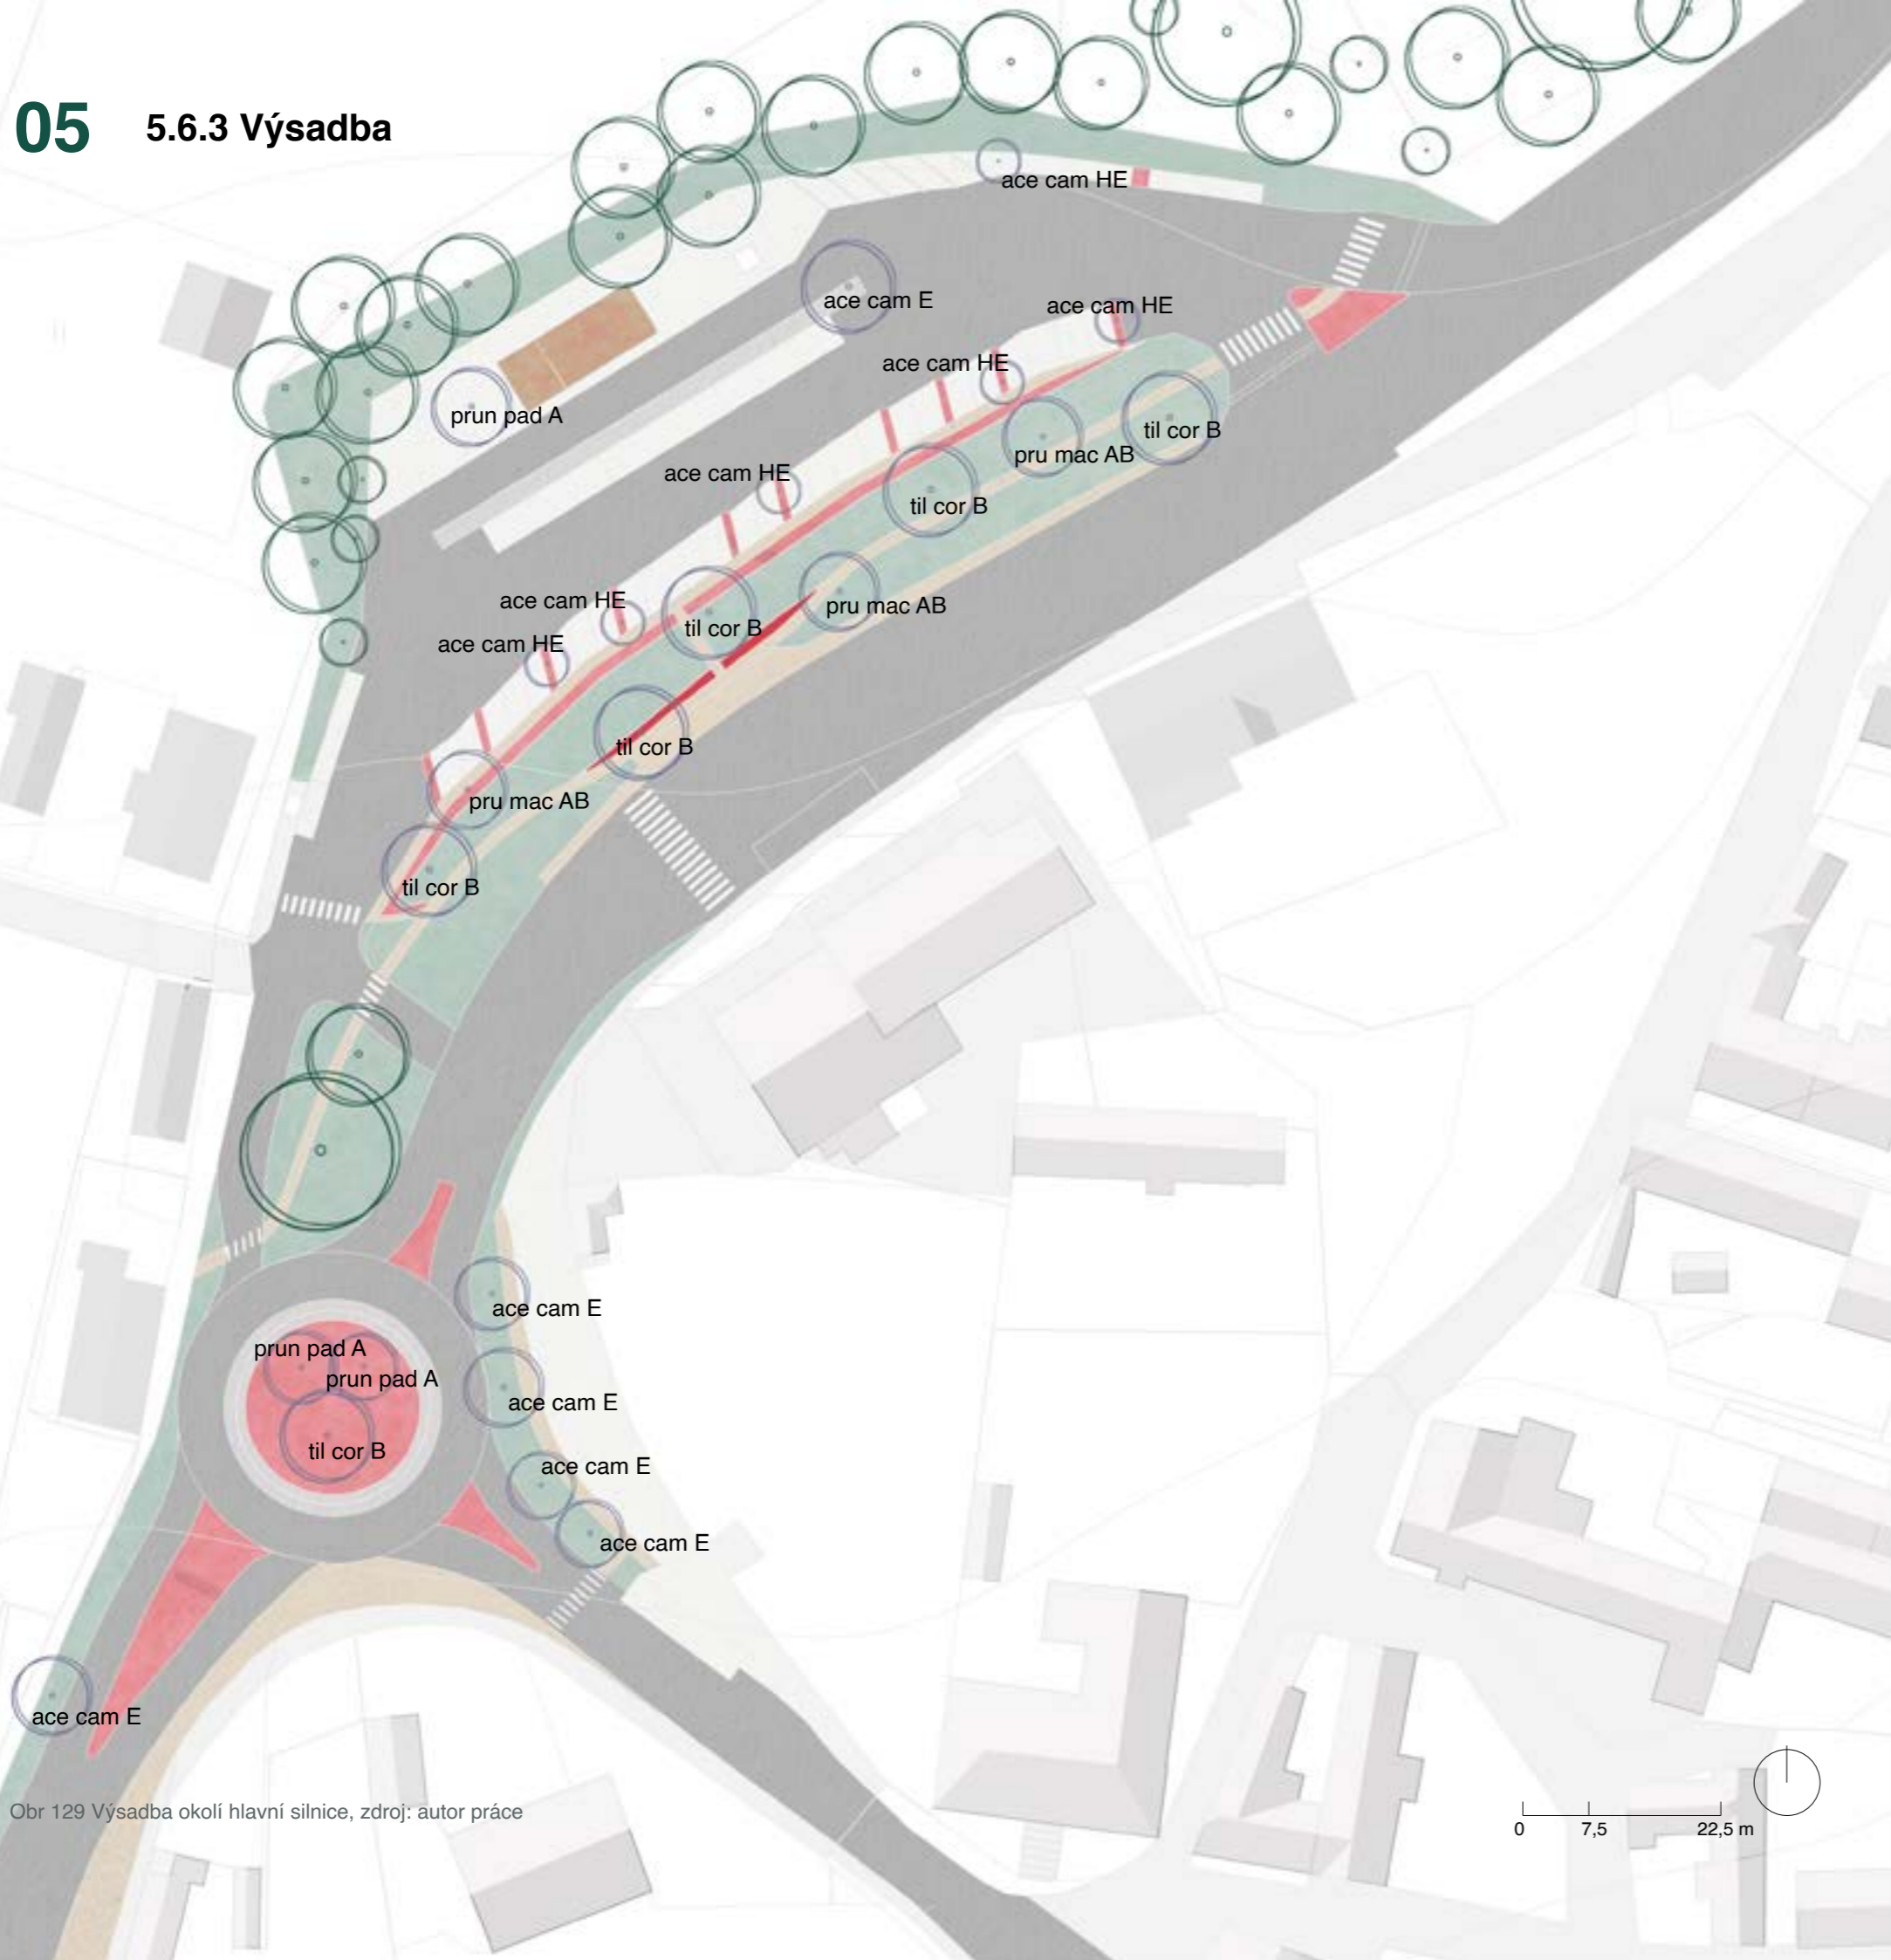 05 5.6.3 Výsadba
ace cam HE
ace cam E
ace cam HE
ace cam HE
prun pad A
til cor B
pru mac AB
ace cam HE
til cor B
ace cam HE
pru mac AB
til cor B
ace cam HE
til cor B
pru mac AB
til cor B
ace cam E
prun pad A
prun pad A
ace cam E
til cor B
ace cam E
ace cam E
ace cam E
Obr 129 Výsadba okolí hlavní silnice, zdroj: autor práce
0 7,5 22,5 m